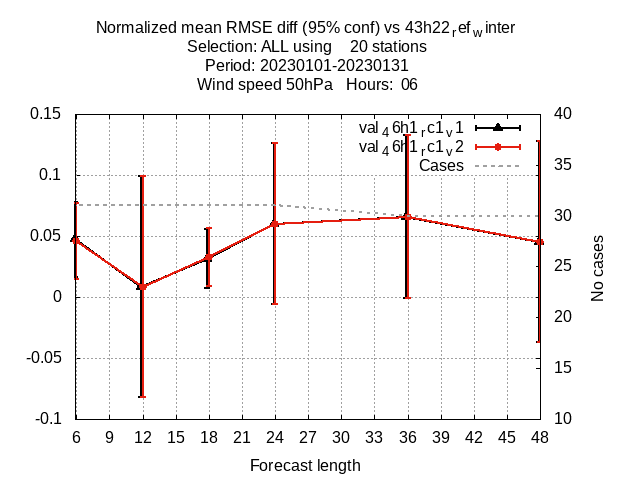 Normalized mean RMSE diff (95% conf) vs 43h22refwinter
Selection: ALL using 20 stations
Period: 20230101-20230131
Wind speed 50hPa Hours: 06
val46h1rc1v1
val46h1rc1v2
Cases
0.15
0.1
0.05
0
-0.05
-0.1
40
35
30
25
20
15
10
No cases
6 9 12 15 18 21 24 27 30 33 36 39 42 45 48
Forecast length